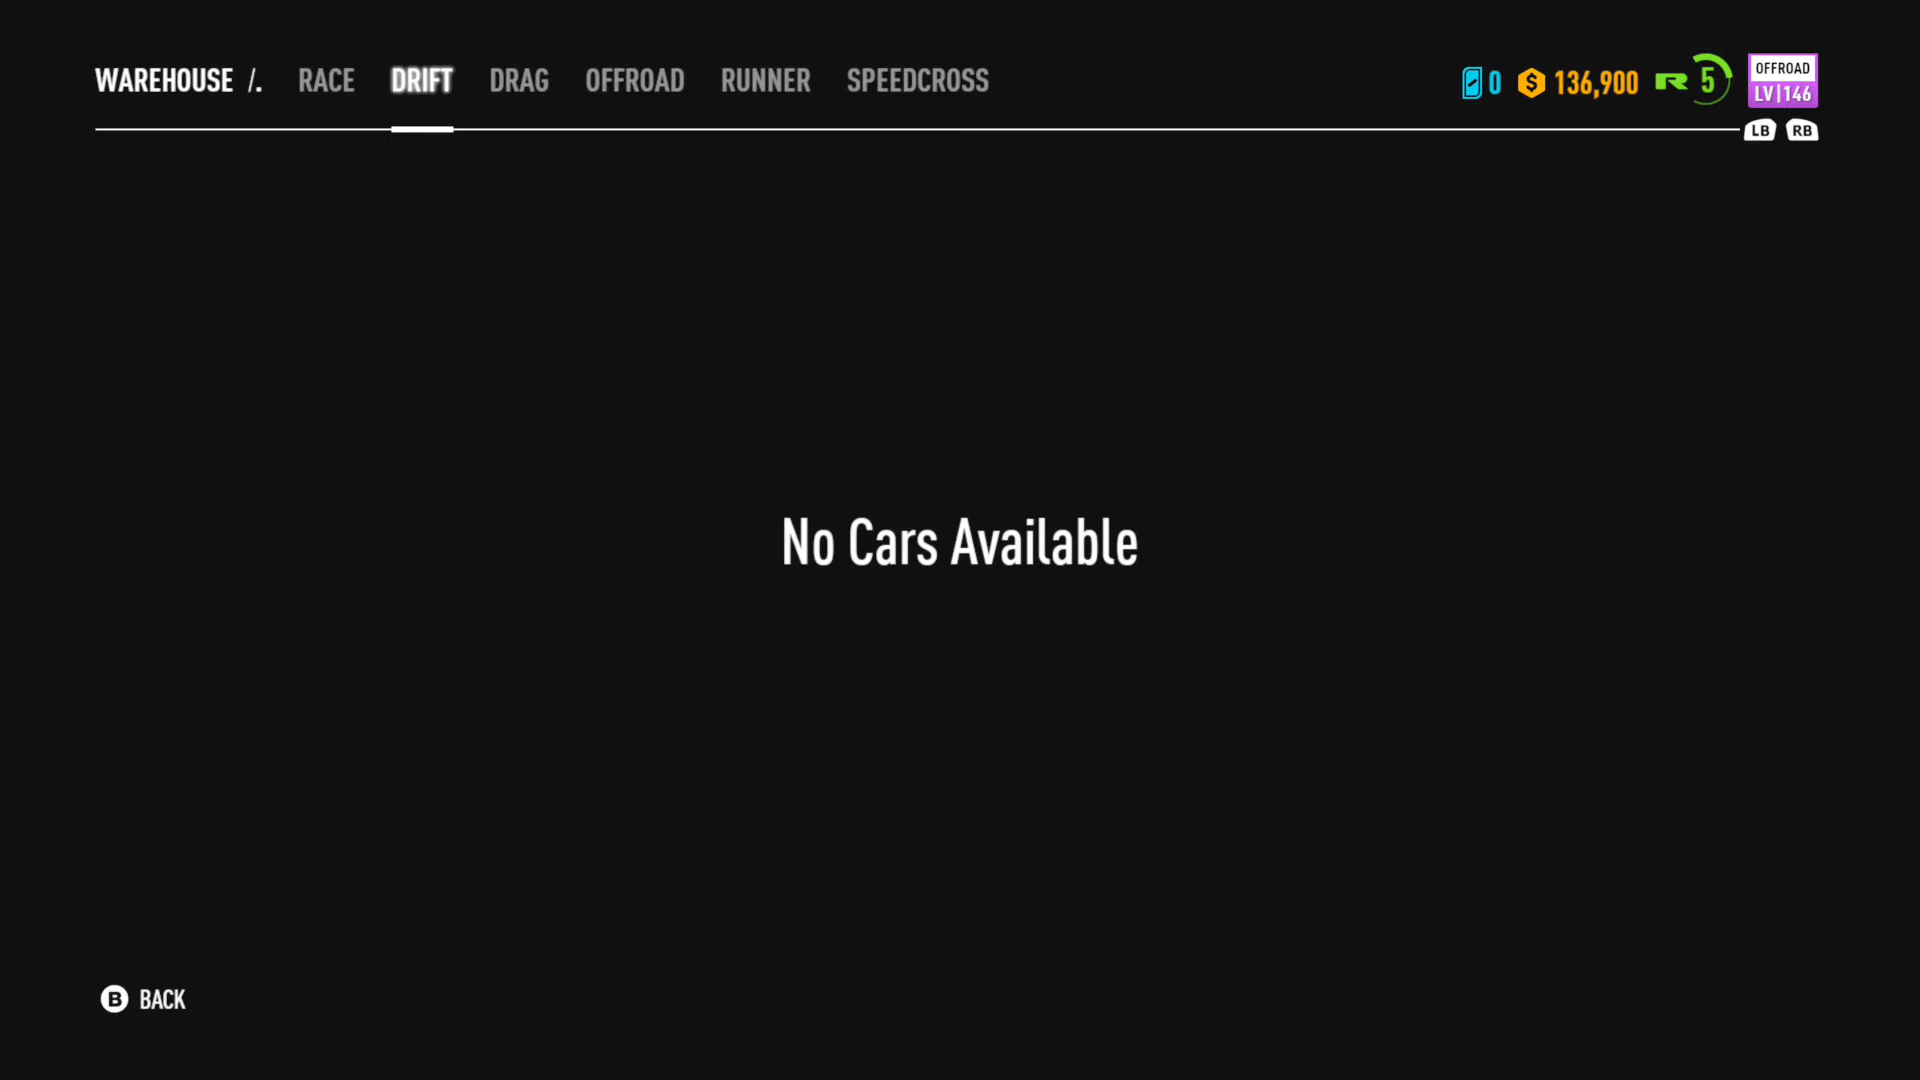 WAREHOUSE /. RACE DRIFT DRAG OFFROAD RUNNER SPEEDCROSS
0 $ 136,900 R 5
OFFROAD
LV|146
LB RB
No Cars Available
B BACK